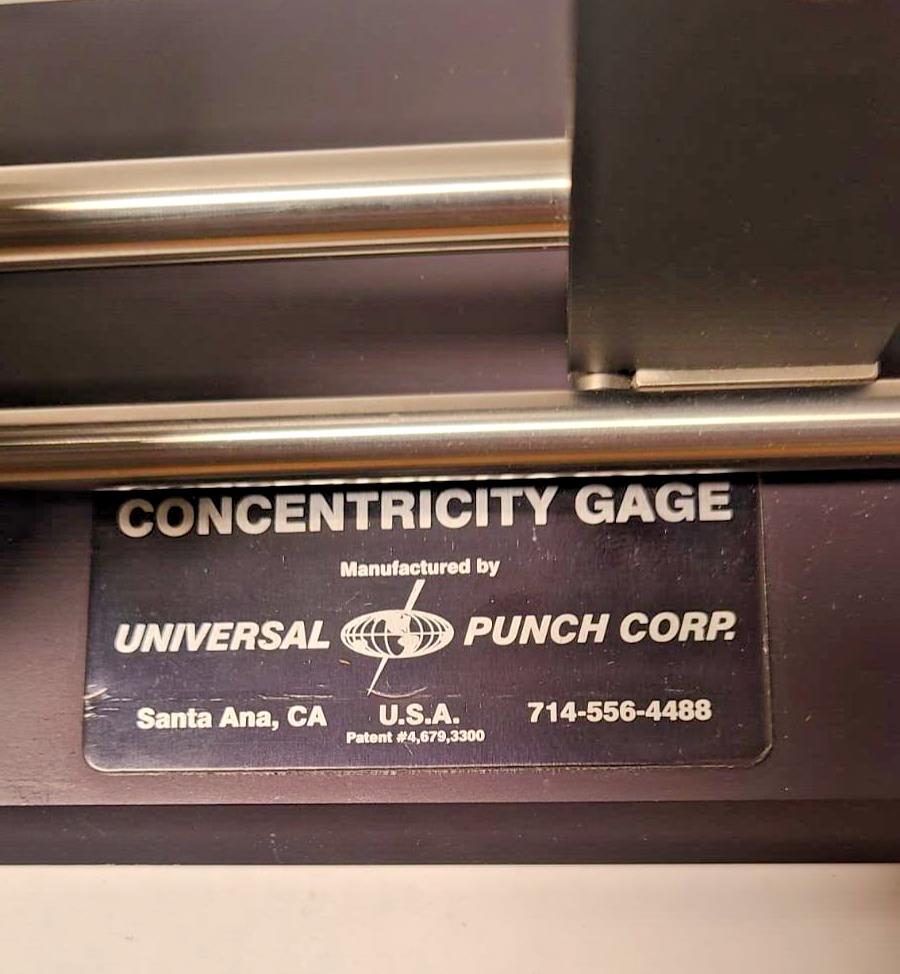 CONCENTRICITY GAGE
Manufactured by
UNIVERSAL PUNCH CORP.
Santa Ana, CA U.S.A. 714-556-4488
Patent #4,679,3300